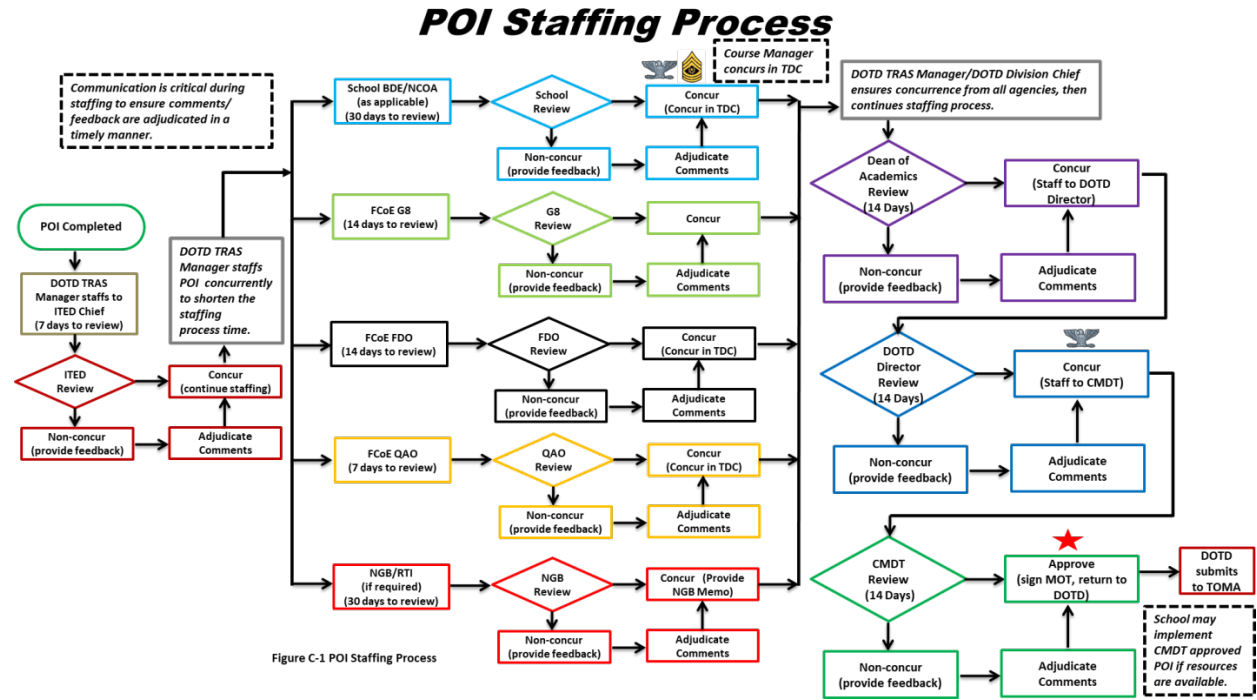 POI Staffing Process
Communication is critical during
staffing to ensure comments/
feedback are adjudicated in a
timely manner.
POI Completed
DOTD TRAS
Manager staffs to
ITED Chief
(7 days to review)
ITED
Review
Non-concur
(provide feedback)
Adjudicate
Comments
Concur
(continue staffing)
DOTD TRAS
Manager staffs
POI concurrently
to shorten the
staffing
process time.
School BDE/NCOA
(as applicable)
(30 days to review)
School
Review
Concur
(Concur in TDC)
Non-concur
(provide feedback)
Adjudicate
Comments
Course Manager
concurs in TDC
FCoE G8
(14 days to review)
G8
Review
Concur
Non-concur
(provide feedback)
Adjudicate
Comments
FCoE FDO
(14 days to review)
FDO
Review
Concur
(Concur in TDC)
Non-concur
(provide feedback)
Adjudicate
Comments
FCoE QAO
(7 days to review)
QAO
Review
Concur
(Concur in TDC)
Non-concur
(provide feedback)
Adjudicate
Comments
NGB/RTI
(if required)
(30 days to review)
NGB
Review
Concur (Provide
NGB Memo)
Non-concur
(provide feedback)
Adjudicate
Comments
DOTD TRAS Manager/DOTD Division Chief
ensures concurrence from all agencies, then
continues staffing process.
Dean of
Academics
Review
(14 Days)
Concur
(Staff to DOTD
Director)
Non-concur
(provide feedback)
Adjudicate
Comments
DOTD
Director
Review
(14 Days)
Concur
(Staff to CMDT)
Non-concur
(provide feedback)
Adjudicate
Comments
CMDT
Review
(14 Days)
Approve
(sign MOT, return to
DOTD)
DOTD
submits
to TOMA
Non-concur
(provide feedback)
Adjudicate
Comments
School may
implement
CMDT approved
POI if resources
are available.
Figure C-1 POI Staffing Process